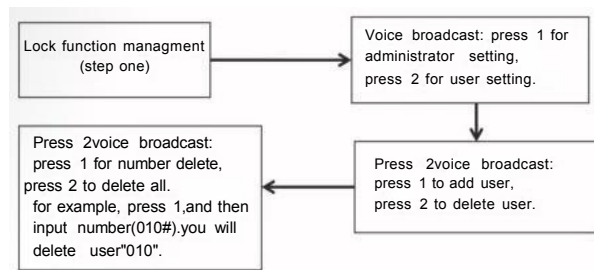 Lock function managment
(step one)
Voice broadcast: press 1 for
administrator setting,
press 2 for user setting.
Press 2voice broadcast:
press 1 to add user,
press 2 to delete user.
Press 2voice broadcast:
press 1 for number delete,
press 2 to delete all.
for example, press 1,and then
input number(010#).you will
delete user"010".